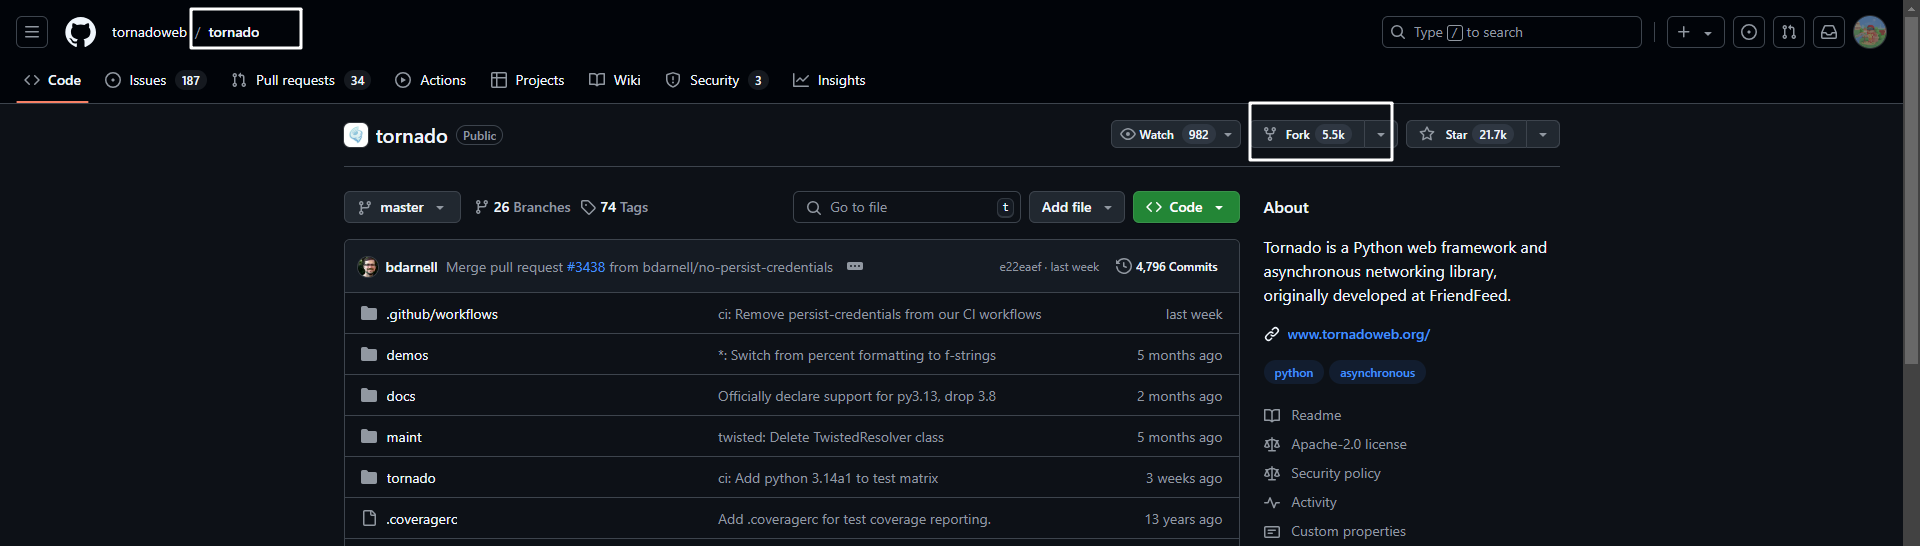 tornadoweb / tornado
Type / to search
Code Issues 187 Pull requests 34 Actions Projects Wiki Security 3 Insights
tornado Public
Watch 982 Fork 5.5k Star 21.7k
master 26 Branches 74 Tags Go to file t Add file Code
bdarnell Merge pull request #3438 from bdarnell/no-persist-credentials e22eaef · last week 4,796 Commits
.github/workflows ci: Remove persist-credentials from our CI workflows last week
demos *: Switch from percent formatting to f-strings 5 months ago
docs Officially declare support for py3.13, drop 3.8 2 months ago
maint twisted: Delete TwistedResolver class 5 months ago
tornado ci: Add python 3.14a1 to test matrix 3 weeks ago
.coveragerc Add .coveragerc for test coverage reporting. 13 years ago
About
Tornado is a Python web framework and
asynchronous networking library,
originally developed at FriendFeed.
www.tornadoweb.org/
python asynchronous
Readme
Apache-2.0 license
Security policy
Activity
Custom properties